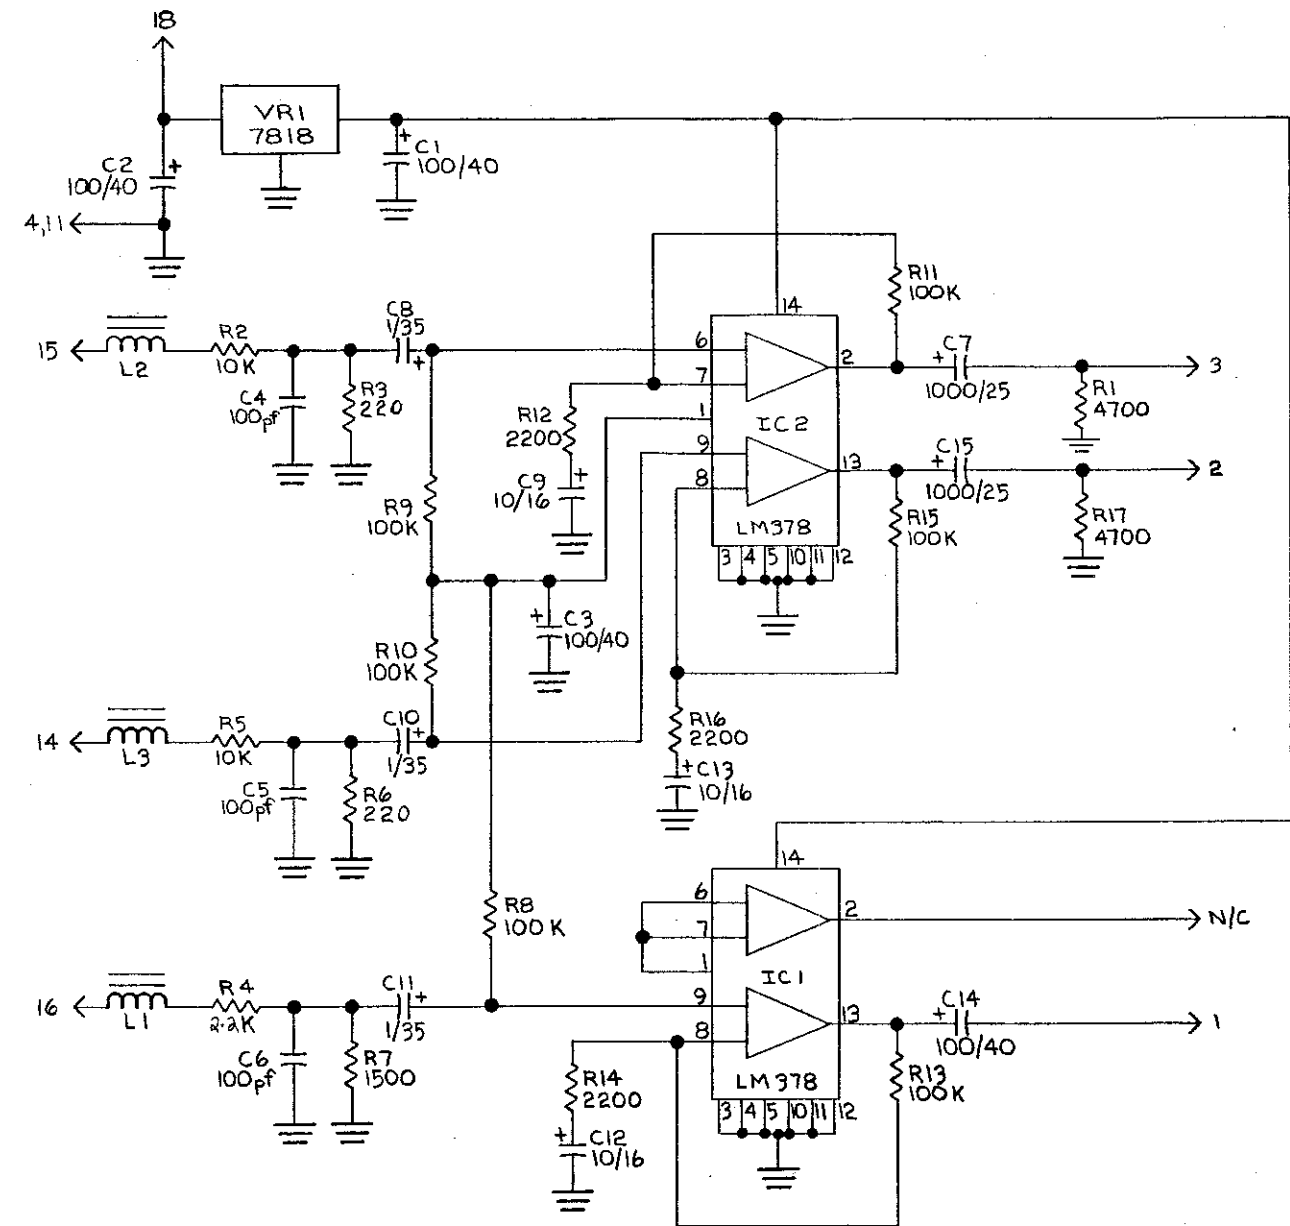 18
VR1
7818
C2
100/40
C1
100/40
4,11
R11
100K
14
C8
1/35
15
L2
R2
10K
C4
100pf
R3
220
6
7
1
9
8
2
13
IC2
LM378
3 4 5 10 11 12
C7
1000/25
3
R1
4700
R12
2200
C9
10/16
C15
1000/25
2
R15
100K
R17
4700
R9
100K
C3
100/40
R10
100K
14
L3
R5
10K
C10
1/35
C5
100pf
R6
220
R16
2200
C13
10/16
14
R8
100K
6
7
1
9
8
2
13
IC1
LM378
3 4 5 10 11 12
N/C
16
L1
R4
2.2K
C11
1/35
C6
100pf
R7
1500
C14
100/40
1
R14
2200
R13
100K
C12
10/16